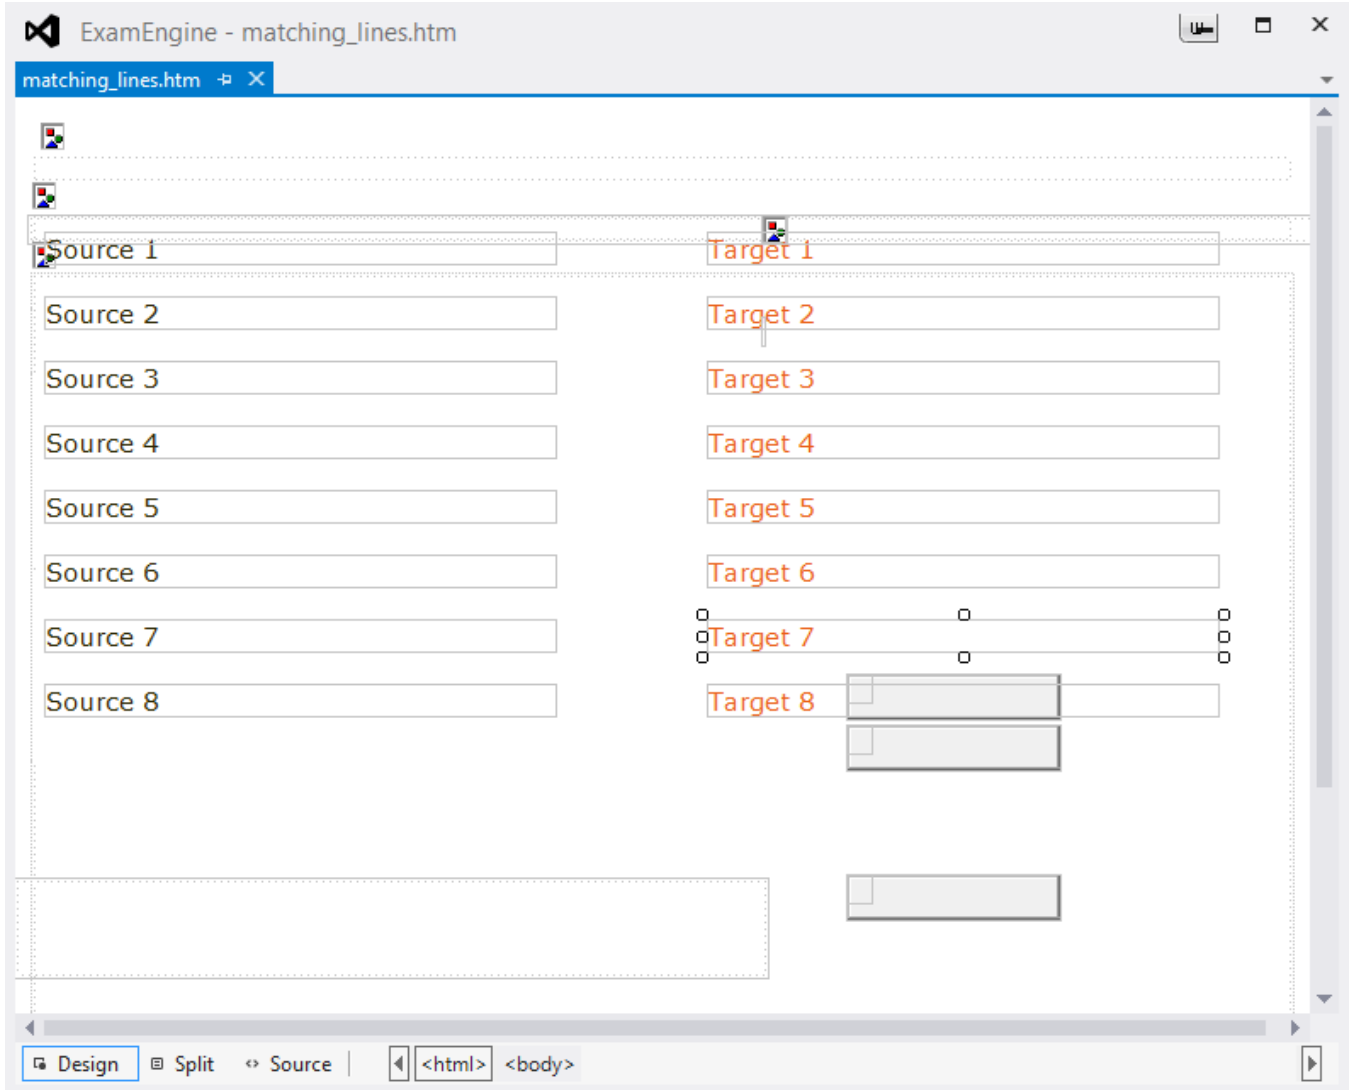 ExamEngine - matching_lines.htm
matching_lines.htm
Source 1 Target 1
Source 2 Target 2
Source 3 Target 3
Source 4 Target 4
Source 5 Target 5
Source 6 Target 6
Source 7 Target 7
Source 8 Target 8
Design Split Source <html> <body>